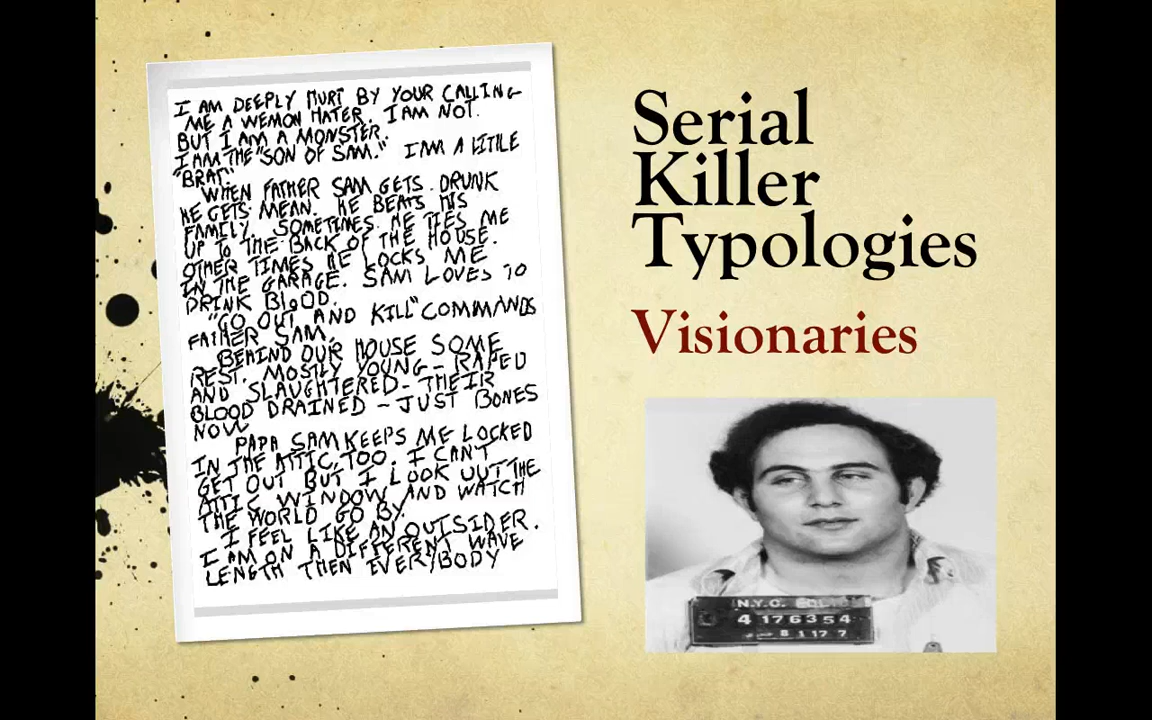 I AM DEEPLY HURT BY YOUR CALLING
ME A WEMON HATER. I AM NOT.
BUT I AM A MONSTER.
I AM THE "SON OF SAM." I AM A LITTLE
"BRAT".
WHEN FATHER SAM GETS DRUNK
HE GETS MEAN. HE BEATS HIS
FAMILY. SOMETIMES HE TIES ME
UP TO THE BACK OF THE HOUSE.
OTHER TIMES HE LOCKS ME
IN THE GARAGE. SAM LOVES TO
DRINK BLOOD.
"GO OUT AND KILL" COMMANDS
FATHER SAM.
BEHIND OUR HOUSE SOME
REST. MOSTLY YOUNG - RAPED
AND SLAUGHTERED - THEIR
BLOOD DRAINED - JUST BONES
NOW
PAPA SAM KEEPS ME LOCKED
IN THE ATTIC, TOO. I CAN'T
GET OUT BUT I LOOK OUT THE
ATTIC WINDOW AND WATCH
THE WORLD GO BY.
I FEEL LIKE AN OUTSIDER.
I AM ON A DIFFERENT WAVE
LENGTH THEN EVERYBODY
Serial
Killer
Typologies
Visionaries
N.Y.C.
4 176354
8 17 7